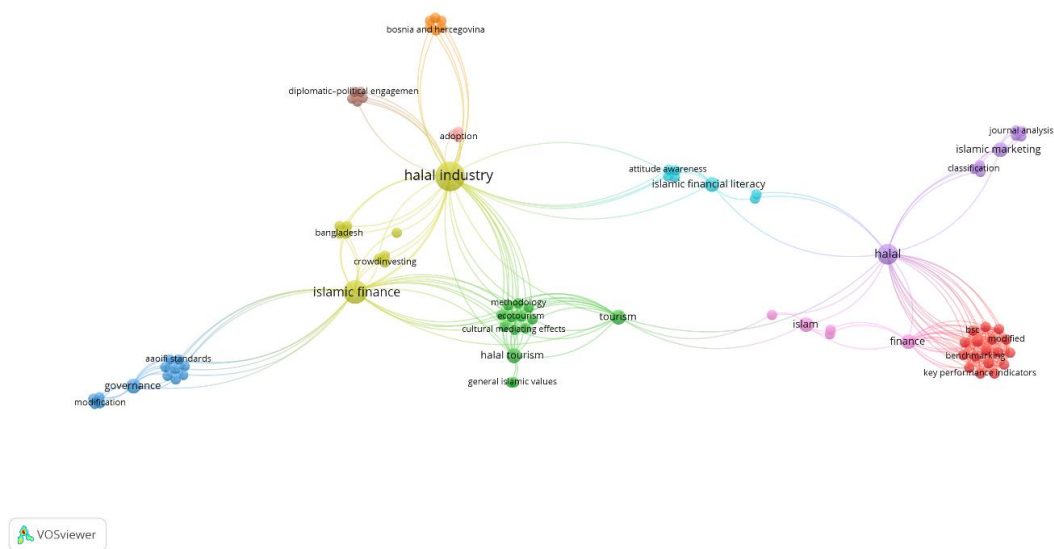 bosnia and hercegovina
diplomatic–political engagemen
adoption
journal analysis
islamic marketing
classification
halal industry
attitude awareness
islamic financial literacy
bangladesh
crowdinvesting
halal
islamic finance
methodology
ecotourism
cultural mediating effects
tourism
islam
bsc
modified
finance
benchmarking
halal tourism
aaoifi standards
key performance indicators
general islamic values
governance
modification
VOSviewer